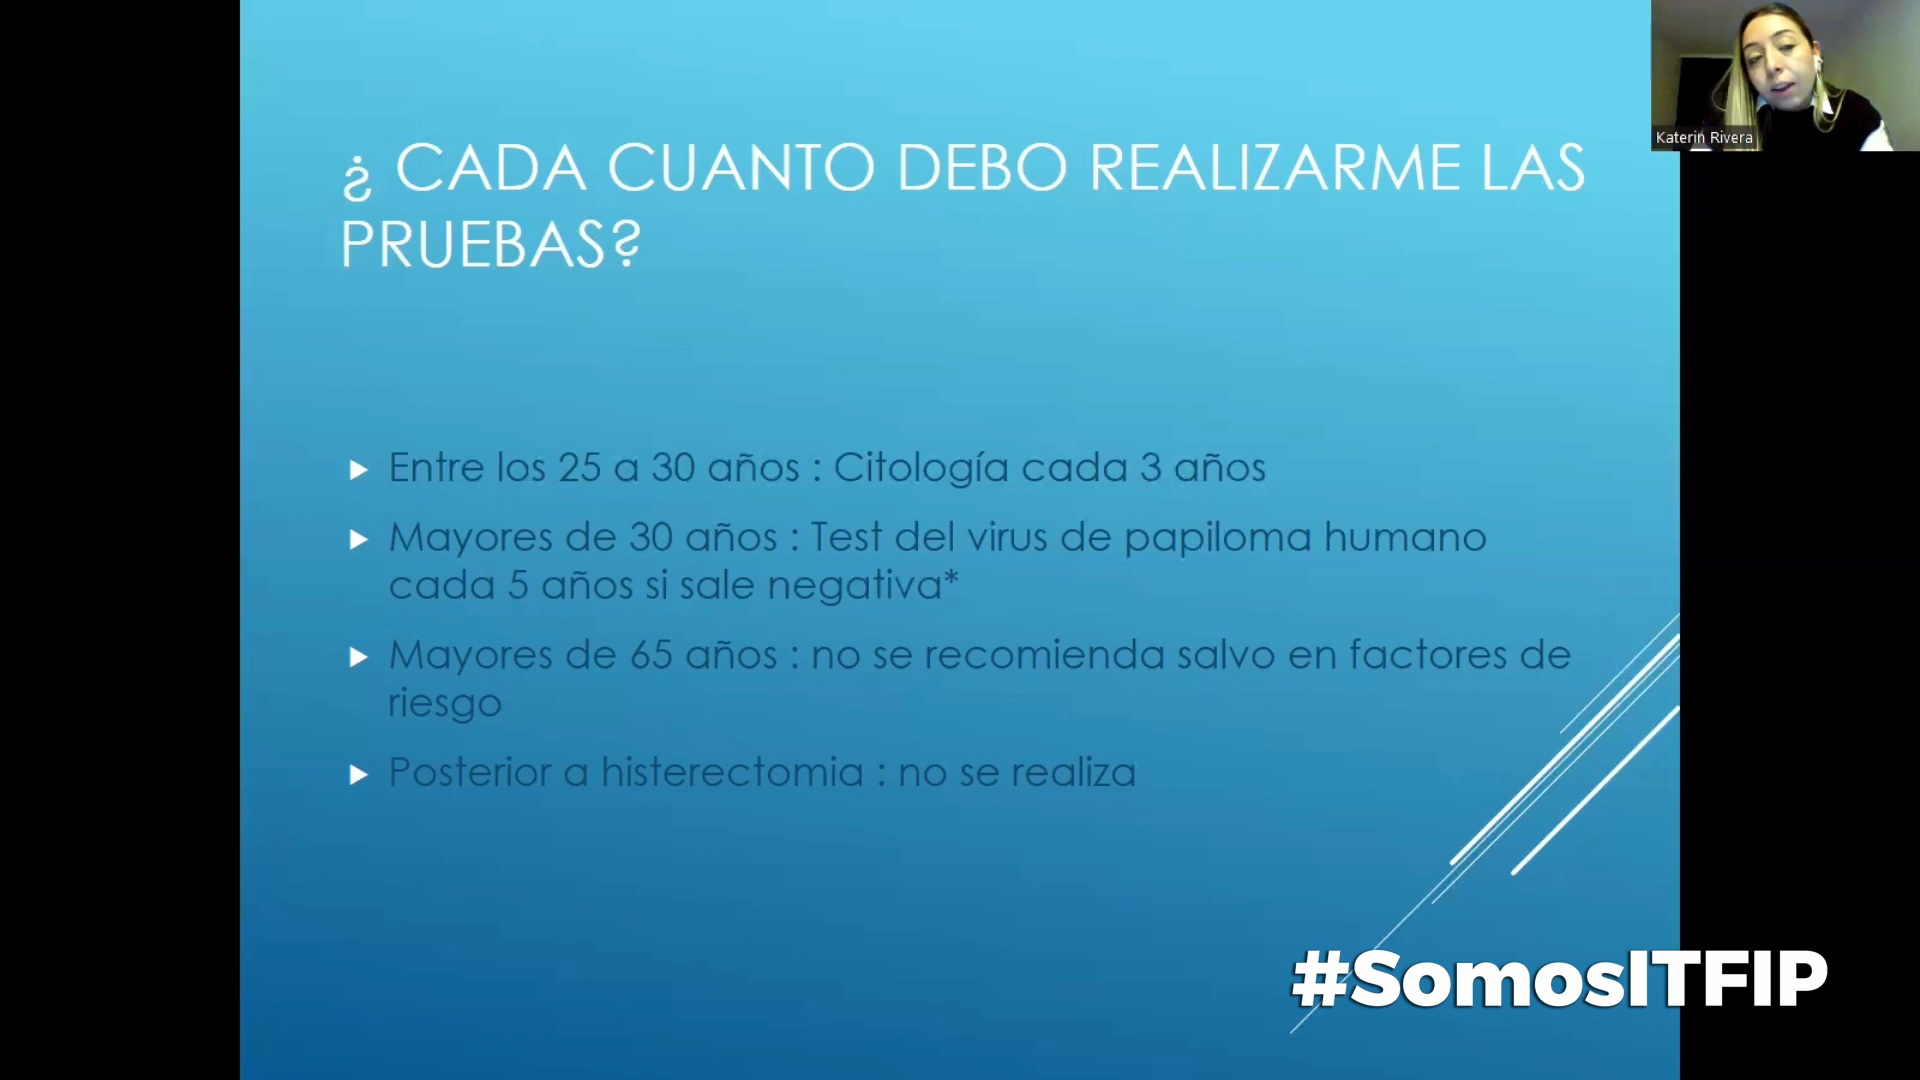 ¿ CADA CUANTO DEBO REALIZARME LAS
PRUEBAS?
Katerin Rivera
Entre los 25 a 30 años : Citología cada 3 años
Mayores de 30 años : Test del virus de papiloma humano
cada 5 años si sale negativa*
Mayores de 65 años : no se recomienda salvo en factores de
riesgo
Posterior a histerectomia : no se realiza
#SomosITFIP